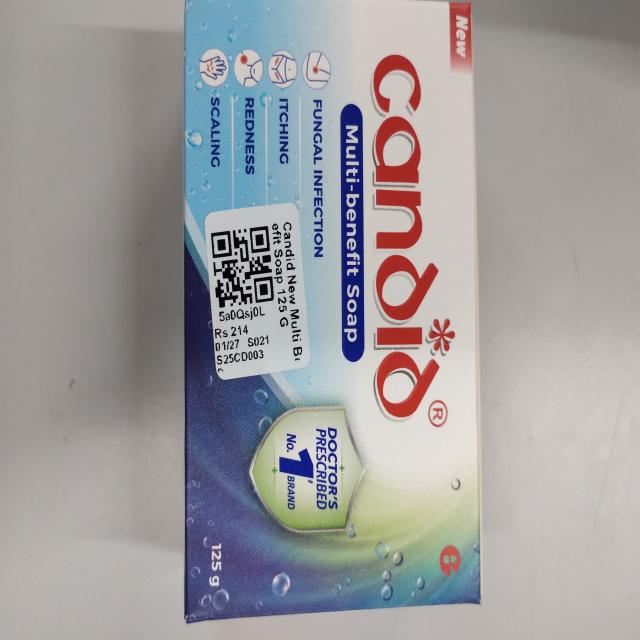 New
Candid®
Multi-benefit Soap
FUNGAL INFECTION
ITCHING
REDNESS
SCALING
Candid New Multi Be
efit Soap 125 G
5a0Qsj0L
Rs 214
01/27 S021
S25CD003
DOCTOR'S
PRESCRIBED
No. 1' BRAND
e
125 g